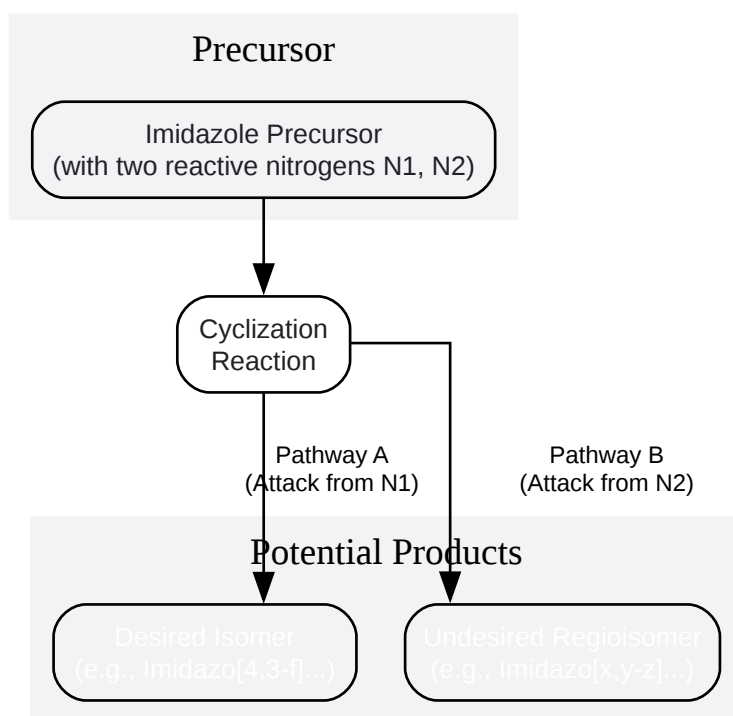 Precursor
Imidazole Precursor
(with two reactive nitrogens N1, N2)
Cyclization
Reaction
Pathway A
(Attack from N1)
Pathway B
(Attack from N2)
Potential Products
Desired Isomer
(e.g., Imidazo[4,3-f]...)
Undesired Regioisomer
(e.g., Imidazo[x,y-z]...)